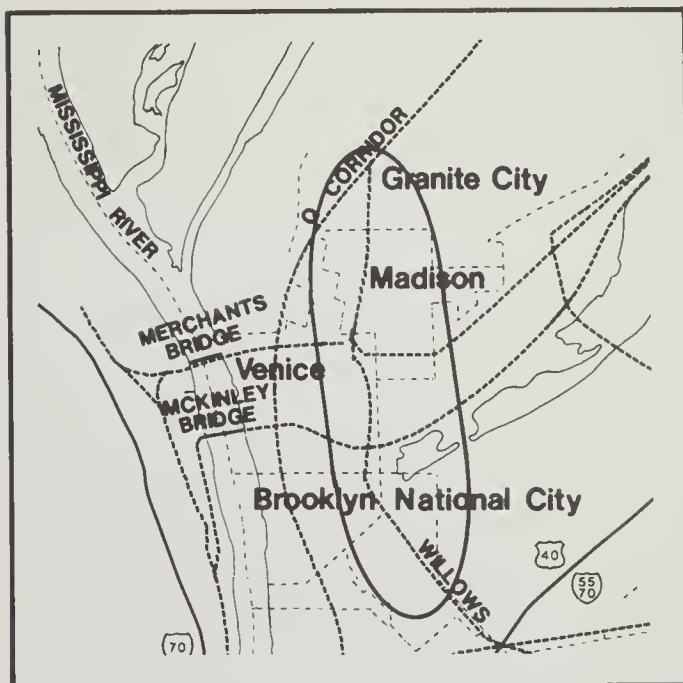 MISSISSIPPI RIVER
Q CORRIDOR
Granite City
Madison
MERCHANTS
BRIDGE
Venice
MCKINLEY
BRIDGE
Brooklyn National City
WILLOWS
40
55
70
70